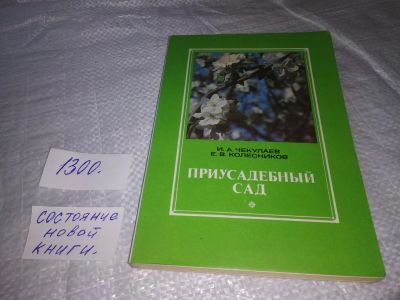 И. А. ЧЕКУЛАЕВ
Е. В. КОЛЕСНИКОВ
ПРИУСАДЕБНЫЙ
САД
1300.
СОСТОЯНИЕ
НОВОЙ
КНИГИ.